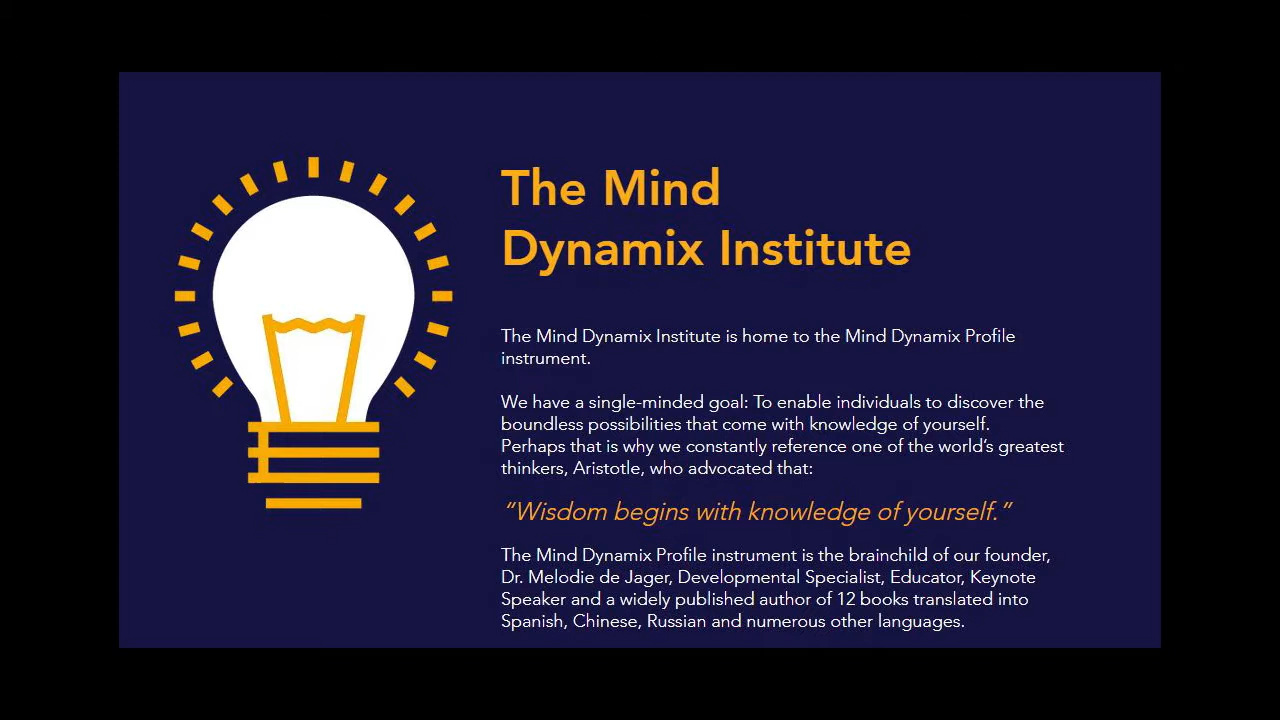 The Mind
Dynamix Institute
The Mind Dynamix Institute is home to the Mind Dynamix Profile
instrument.
We have a single-minded goal: To enable individuals to discover the
boundless possibilities that come with knowledge of yourself.
Perhaps that is why we constantly reference one of the world’s greatest
thinkers, Aristotle, who advocated that:
“Wisdom begins with knowledge of yourself.”
The Mind Dynamix Profile instrument is the brainchild of our founder,
Dr. Melodie de Jager, Developmental Specialist, Educator, Keynote
Speaker and a widely published author of 12 books translated into
Spanish, Chinese, Russian and numerous other languages.